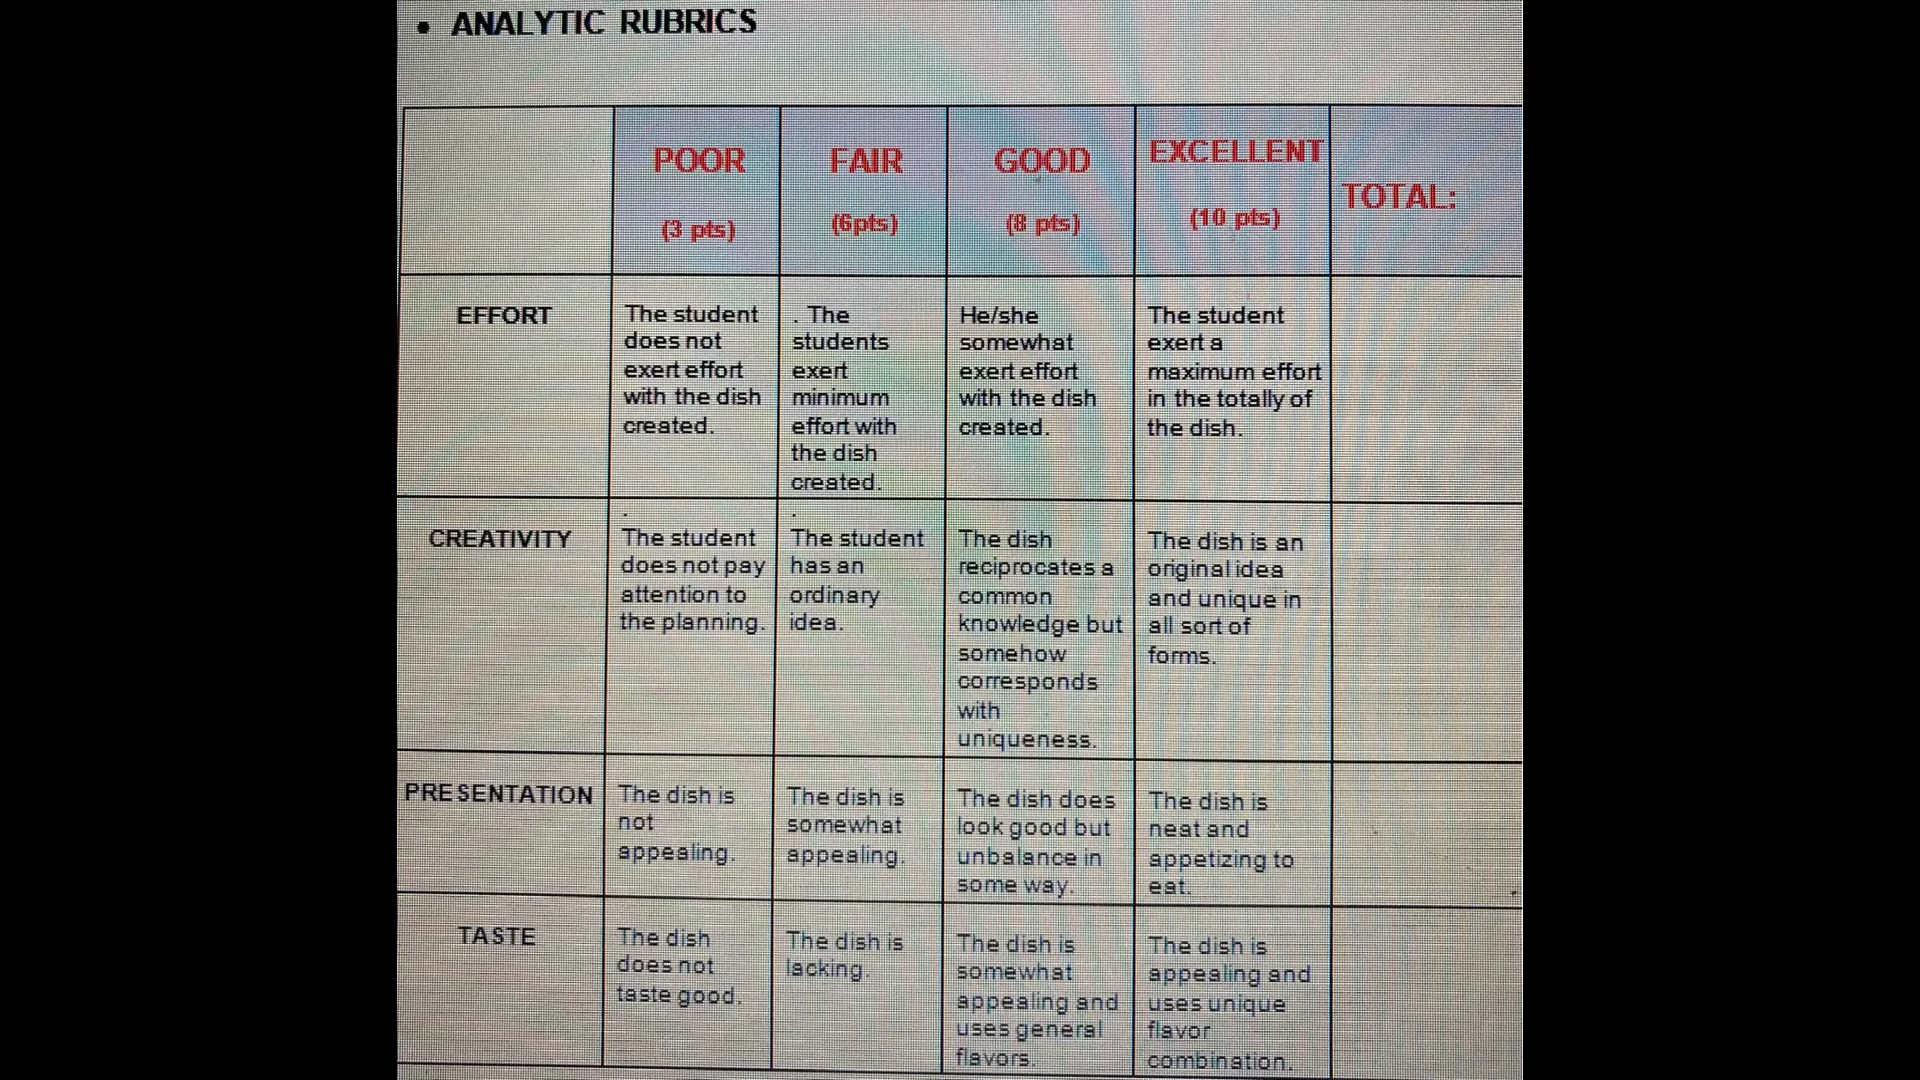 • ANALYTIC RUBRICS
POOR
(3 pts)
FAIR
(6pts)
GOOD
(8 pts)
EXCELLENT
(10 pts)
TOTAL:
EFFORT
The student
does not
exert effort
with the dish
created.
. The
students
exert
minimum
effort with
the dish
created.
He/she
somewhat
exert effort
with the dish
created.
The student
exert a
maximum effort
in the totally of
the dish.
CREATIVITY
.
The student
does not pay
attention to
the planning.
.
The student
has an
ordinary
idea.
The dish
reciprocates a
common
knowledge but
somehow
corresponds
with
uniqueness.
The dish is an
original idea
and unique in
all sort of
forms.
PRESENTATION
The dish is
not
appealing.
The dish is
somewhat
appealing.
The dish does
look good but
unbalance in
some way.
The dish is
neat and
appetizing to
eat.
TASTE
The dish
does not
taste good.
The dish is
lacking.
The dish is
somewhat
appealing and
uses general
flavors.
The dish is
appealing and
uses unique
flavor
combination.